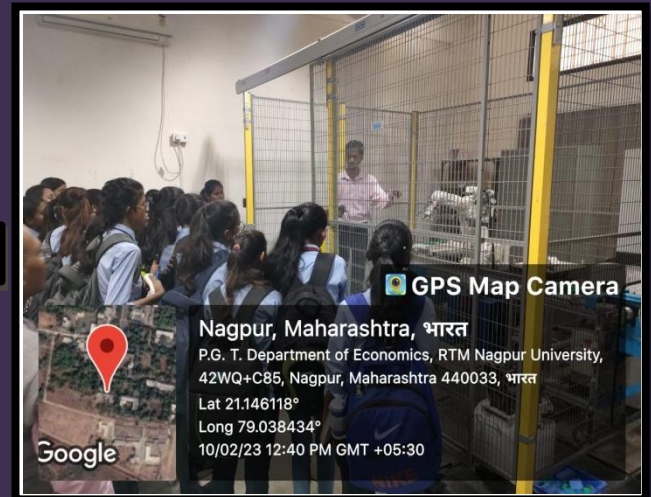 GPS Map Camera
Nagpur, Maharashtra, भारत
P.G. T. Department of Economics, RTM Nagpur University,
42WQ+C85, Nagpur, Maharashtra 440033, भारत
Lat 21.146118°
Long 79.038434°
10/02/23 12:40 PM GMT +05:30
Google
NIKE